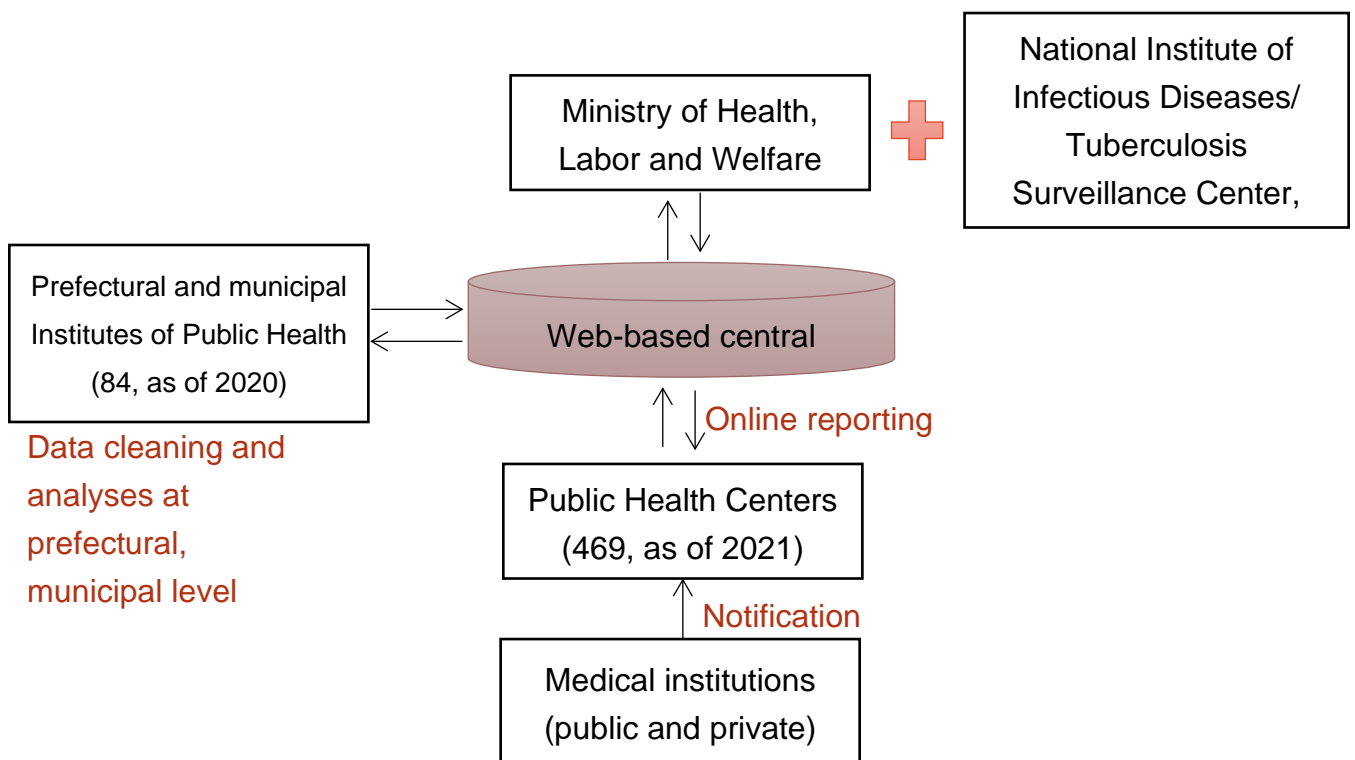 National Institute of
Infectious Diseases/
Tuberculosis
Surveillance Center,
Ministry of Health,
Labor and Welfare
Prefectural and municipal
Institutes of Public Health
(84, as of 2020)
Web-based central
Data cleaning and
analyses at
prefectural,
municipal level
Online reporting
Public Health Centers
(469, as of 2021)
Notification
Medical institutions
(public and private)